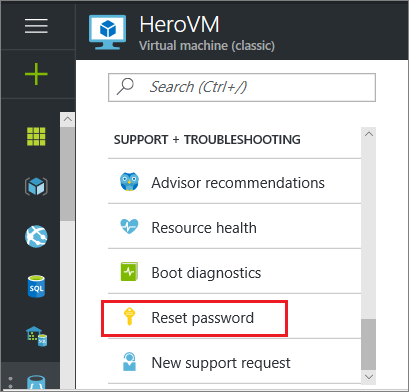 HeroVM
Virtual machine (classic)
Search (Ctrl+/)
SUPPORT + TROUBLESHOOTING
Advisor recommendations
Resource health
Boot diagnostics
Reset password
New support request
SQL